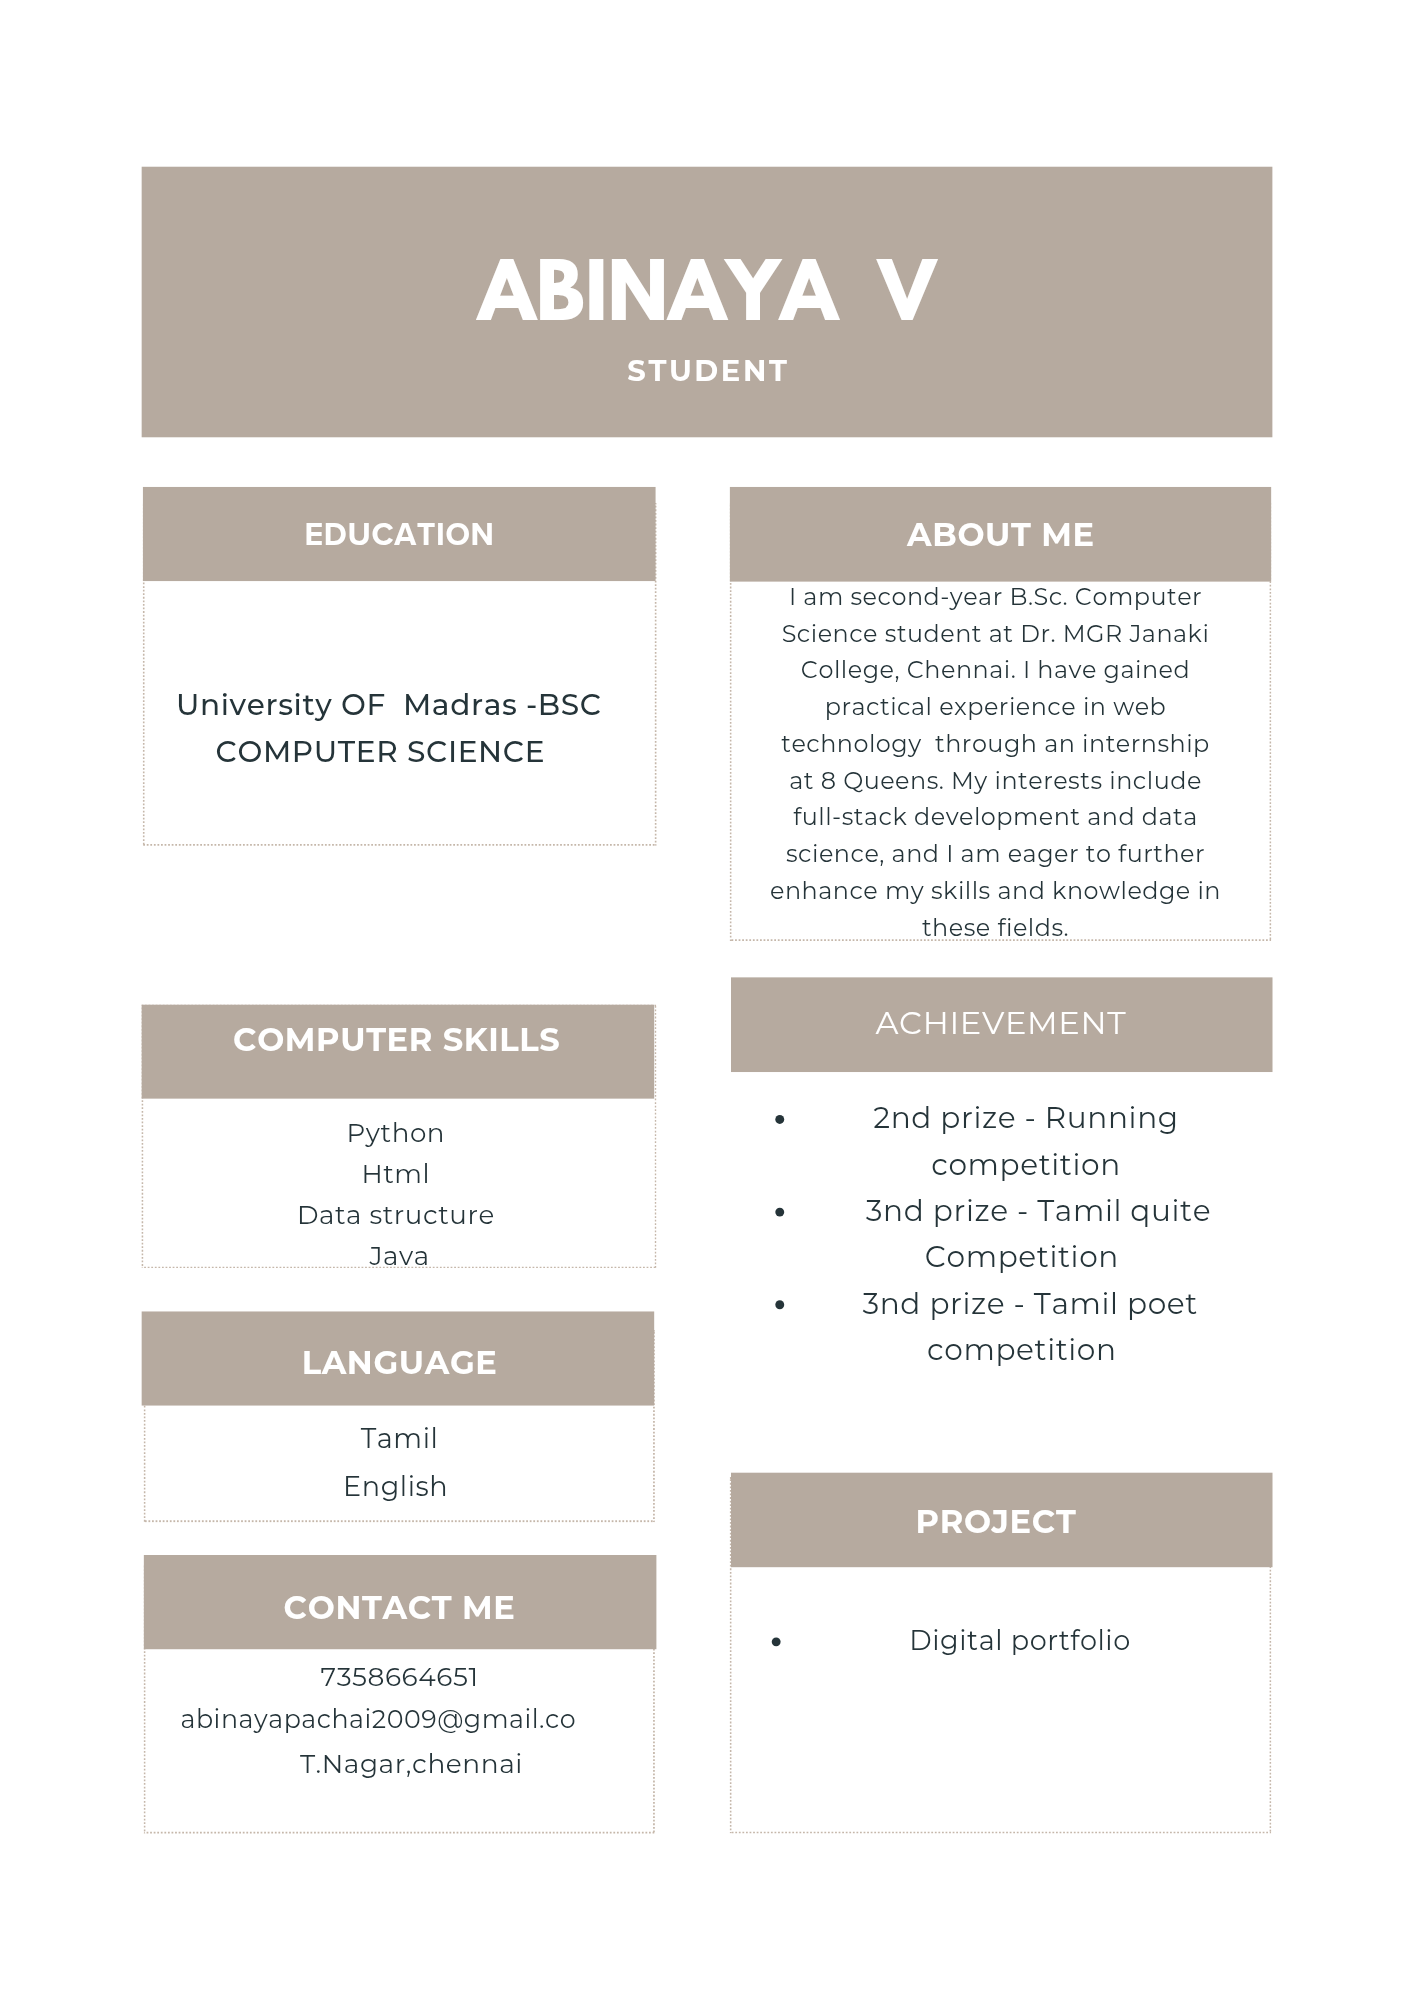 ABINAYA V
STUDENT
EDUCATION
University OF Madras -BSC
COMPUTER SCIENCE
COMPUTER SKILLS
Python
Html
Data structure
Java
LANGUAGE
Tamil
English
CONTACT ME
7358664651
abinayapachai2009@gmail.co
T.Nagar,chennai
ABOUT ME
I am second-year B.Sc. Computer
Science student at Dr. MGR Janaki
College, Chennai. I have gained
practical experience in web
technology through an internship
at 8 Queens. My interests include
full-stack development and data
science, and I am eager to further
enhance my skills and knowledge in
these fields.
ACHIEVEMENT
• 2nd prize - Running
competition
• 3nd prize - Tamil quite
Competition
• 3nd prize - Tamil poet
competition
PROJECT
• Digital portfolio